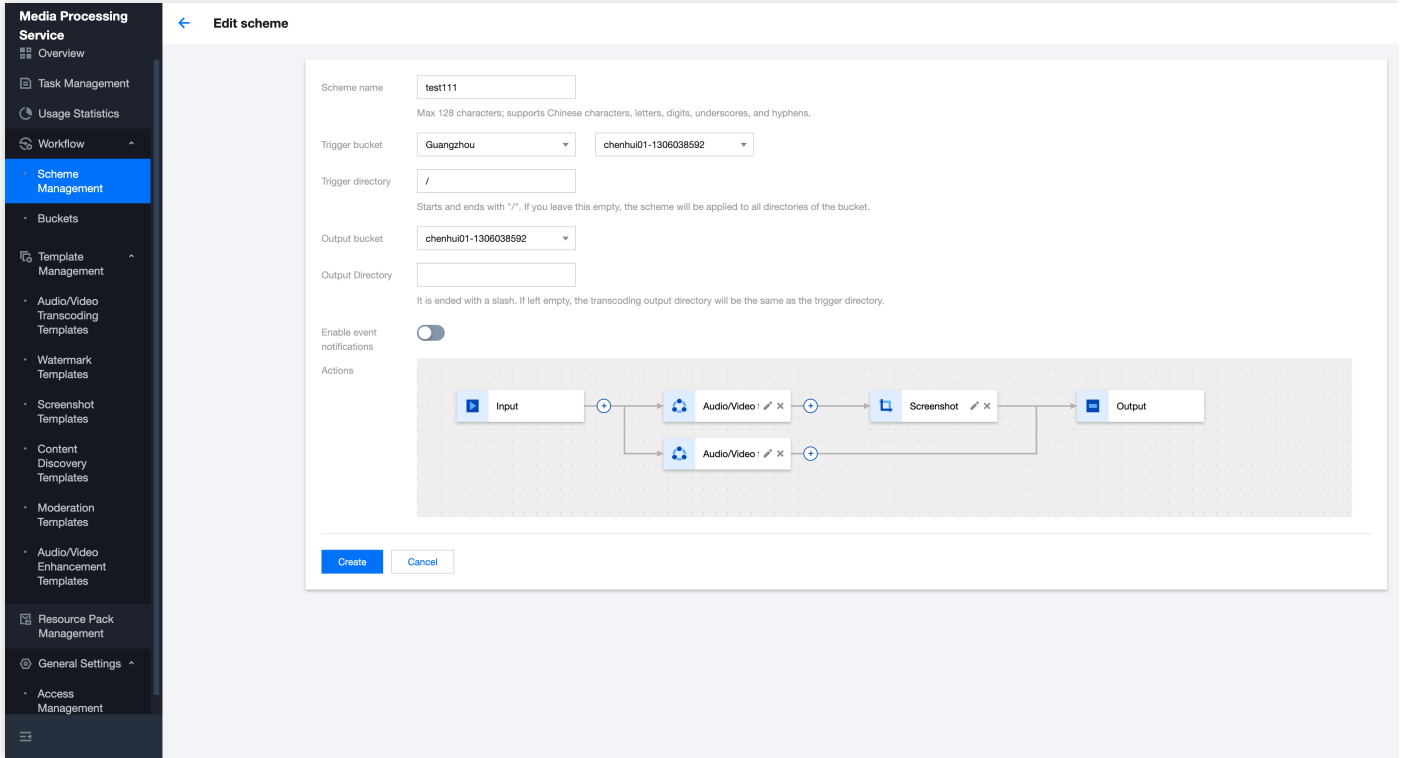 Media Processing
Service
Overview
Task Management
Usage Statistics
Workflow
Scheme
Management
Buckets
Template
Management
Audio/Video
Transcoding
Templates
Watermark
Templates
Screenshot
Templates
Content
Discovery
Templates
Moderation
Templates
Audio/Video
Enhancement
Templates
Resource Pack
Management
General Settings
Access
Management
Edit scheme
Scheme name
test111
Max 128 characters; supports Chinese characters, letters, digits, underscores, and hyphens.
Trigger bucket
Guangzhou
chenhui01-1306038592
Trigger directory
/
Starts and ends with "/". If you leave this empty, the scheme will be applied to all directories of the bucket.
Output bucket
chenhui01-1306038592
Output Directory
It is ended with a slash. If left empty, the transcoding output directory will be the same as the trigger directory.
Enable event
notifications
Actions
Input
Audio/Video
Screenshot
Output
Audio/Video
Create
Cancel